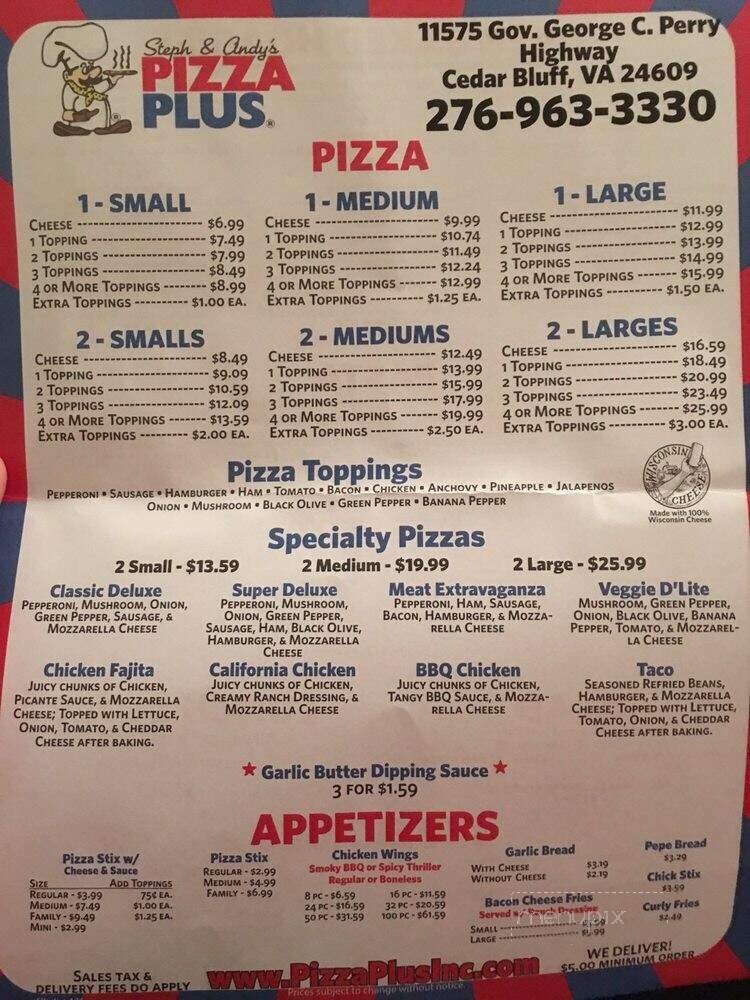 Steph & Andy's
PIZZA
PLUS®
11575 Gov. George C. Perry
Highway
Cedar Bluff, VA 24609
276-963-3330
PIZZA
1 - SMALL
CHEESE ---------- $6.99
1 TOPPING ---------- $7.49
2 TOPPINGS ---------- $7.99
3 TOPPINGS ---------- $8.49
4 OR MORE TOPPINGS ---------- $8.99
EXTRA TOPPINGS ---------- $1.00 EA.
1 - MEDIUM
CHEESE ---------- $9.99
1 TOPPING ---------- $10.74
2 TOPPINGS ---------- $11.49
3 TOPPINGS ---------- $12.24
4 OR MORE TOPPINGS ---------- $12.99
EXTRA TOPPINGS ---------- $1.25 EA.
1 - LARGE
CHEESE ---------- $11.99
1 TOPPING ---------- $12.99
2 TOPPINGS ---------- $13.99
3 TOPPINGS ---------- $14.99
4 OR MORE TOPPINGS ---------- $15.99
EXTRA TOPPINGS ---------- $1.50 EA.
2 - SMALLS
CHEESE ---------- $8.49
1 TOPPING ---------- $9.09
2 TOPPINGS ---------- $10.59
3 TOPPINGS ---------- $12.09
4 OR MORE TOPPINGS ---------- $13.59
EXTRA TOPPINGS ---------- $2.00 EA.
2 - MEDIUMS
CHEESE ---------- $12.49
1 TOPPING ---------- $13.99
2 TOPPINGS ---------- $15.99
3 TOPPINGS ---------- $17.99
4 OR MORE TOPPINGS ---------- $19.99
EXTRA TOPPINGS ---------- $2.50 EA.
2 - LARGES
CHEESE ---------- $16.59
1 TOPPING ---------- $18.49
2 TOPPINGS ---------- $20.99
3 TOPPINGS ---------- $23.49
4 OR MORE TOPPINGS ---------- $25.99
EXTRA TOPPINGS ---------- $3.00 EA.
Pizza Toppings
PEPPERONI • SAUSAGE • HAMBURGER • HAM • TOMATO • BACON • CHICKEN • ANCHOVY • PINEAPPLE • JALAPENOS
ONION • MUSHROOM • BLACK OLIVE • GREEN PEPPER • BANANA PEPPER
WISCONSIN
CHEESE
Made with 100%
Wisconsin Cheese
Specialty Pizzas
2 Small - $13.59 2 Medium - $19.99 2 Large - $25.99
Classic Deluxe
PEPPERONI, MUSHROOM, ONION,
GREEN PEPPER, SAUSAGE, &
MOZZARELLA CHEESE
Super Deluxe
PEPPERONI, MUSHROOM,
ONION, GREEN PEPPER,
SAUSAGE, HAM, BLACK OLIVE,
HAMBURGER, & MOZZARELLA
CHEESE
Meat Extravaganza
PEPPERONI, HAM, SAUSAGE,
BACON, HAMBURGER, & MOZZA-
RELLA CHEESE
Veggie D'Lite
MUSHROOM, GREEN PEPPER,
ONION, BLACK OLIVE, BANANA
PEPPER, TOMATO, & MOZZAREL-
LA CHEESE
Chicken Fajita
JUICY CHUNKS OF CHICKEN,
PICANTE SAUCE, & MOZZARELLA
CHEESE; TOPPED WITH LETTUCE,
ONION, TOMATO, & CHEDDAR
CHEESE AFTER BAKING.
California Chicken
JUICY CHUNKS OF CHICKEN,
CREAMY RANCH DRESSING, &
MOZZARELLA CHEESE
BBQ Chicken
JUICY CHUNKS OF CHICKEN,
TANGY BBQ SAUCE, & MOZZA-
RELLA CHEESE
Taco
SEASONED REFRIED BEANS,
HAMBURGER, & MOZZARELLA
CHEESE; TOPPED WITH LETTUCE,
TOMATO, ONION, & CHEDDAR
CHEESE AFTER BAKING.
★ Garlic Butter Dipping Sauce ★
3 FOR $1.59
APPETIZERS
Pizza Stix w/
Cheese & Sauce
SIZE ADD TOPPINGS
REGULAR - $3.99 75¢ EA.
MEDIUM - $7.49 $1.00 EA.
FAMILY - $9.49 $1.25 EA.
MINI - $2.99
Pizza Stix
REGULAR - $2.99
MEDIUM - $4.99
FAMILY - $6.99
Chicken Wings
Smoky BBQ or Spicy Thriller
Regular or Boneless
8 PC - $6.59 16 PC - $11.59
24 PC - $16.59 32 PC - $20.59
50 PC - $31.59 100 PC - $61.59
Garlic Bread
WITH CHEESE $3.19
WITHOUT CHEESE $2.19
Bacon Cheese Fries
Served w/ Ranch Dressing
SMALL
LARGE
Pepe Bread
$3.29
Chick Stix
$3.59
Curly Fries
$2.49
menupix
WE DELIVER!
$5.00 MINIMUM ORDER
SALES TAX &
DELIVERY FEES DO APPLY
www.PizzaPlusInc.com
Prices subject to change without notice.